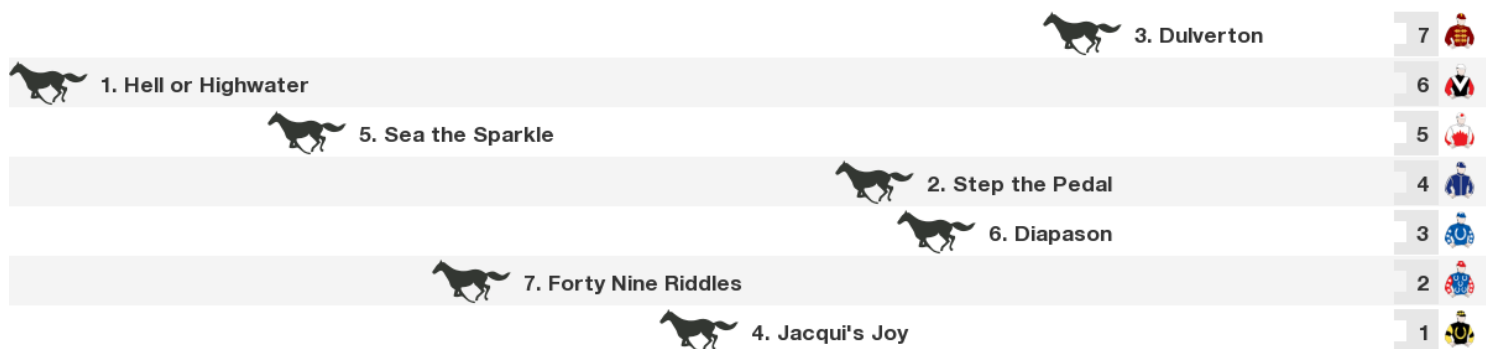 3. Dulverton 7
1. Hell or Highwater 6
5. Sea the Sparkle 5
2. Step the Pedal 4
6. Diapason 3
7. Forty Nine Riddles 2
4. Jacqui's Joy 1